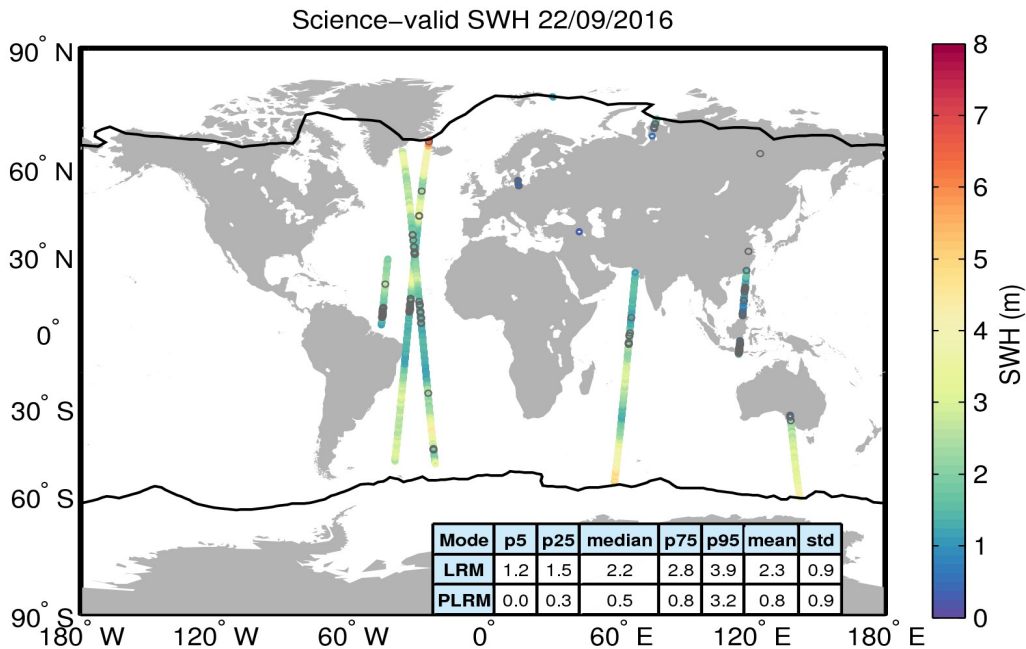 Science−valid SWH 22/09/2016
90° N
60° N
30° N
0°
30° S
60° S
90° S
180° W
120° W
60° W
0°
60° E
120° E
180° E
Mode p5 p25 median p75 p95 mean std
LRM 1.2 1.5 2.2 2.8 3.9 2.3 0.9
PLRM 0.0 0.3 0.5 0.8 3.2 0.8 0.9
8
7
6
5
4
3
2
1
0
SWH (m)